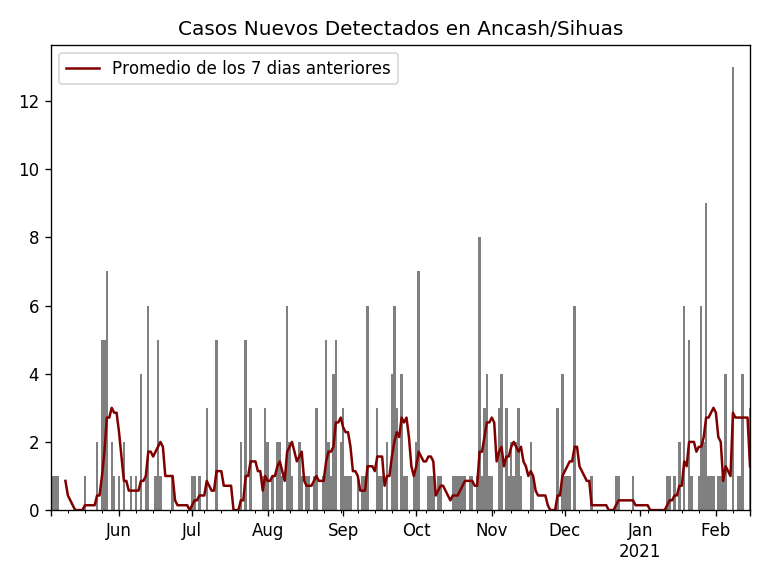 Casos Nuevos Detectados en Ancash/Sihuas
Promedio de los 7 dias anteriores
12
10
8
6
4
2
0
Jun Jul Aug Sep Oct Nov Dec Jan Feb
2021